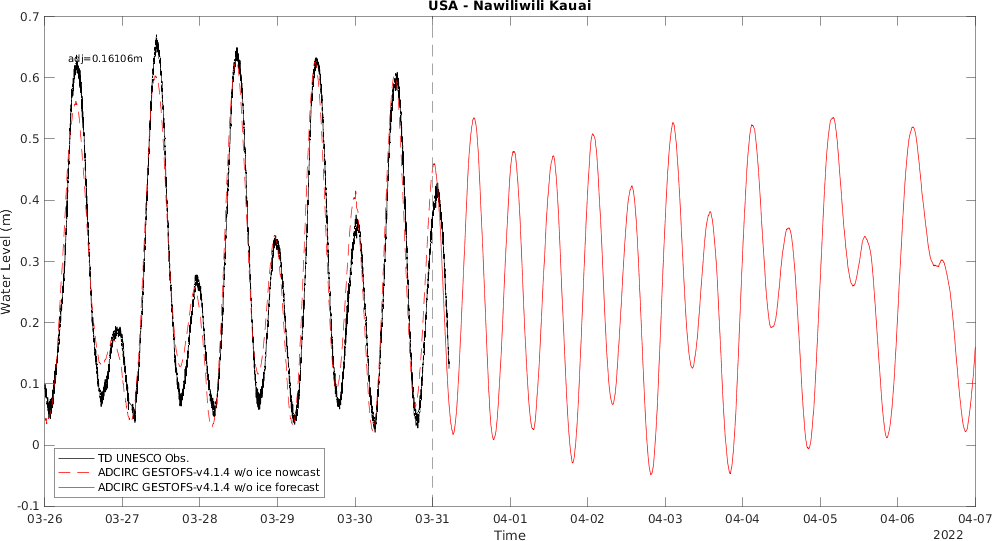 USA - Nawiliwili Kauai
adj=0.16106m
Water Level (m)
0.7
0.6
0.5
0.4
0.3
0.2
0.1
0
-0.1
TD UNESCO Obs.
ADCIRC GESTOFS-v4.1.4 w/o ice nowcast
ADCIRC GESTOFS-v4.1.4 w/o ice forecast
03-26 03-27 03-28 03-29 03-30 03-31 04-01 04-02 04-03 04-04 04-05 04-06 04-07
Time
2022